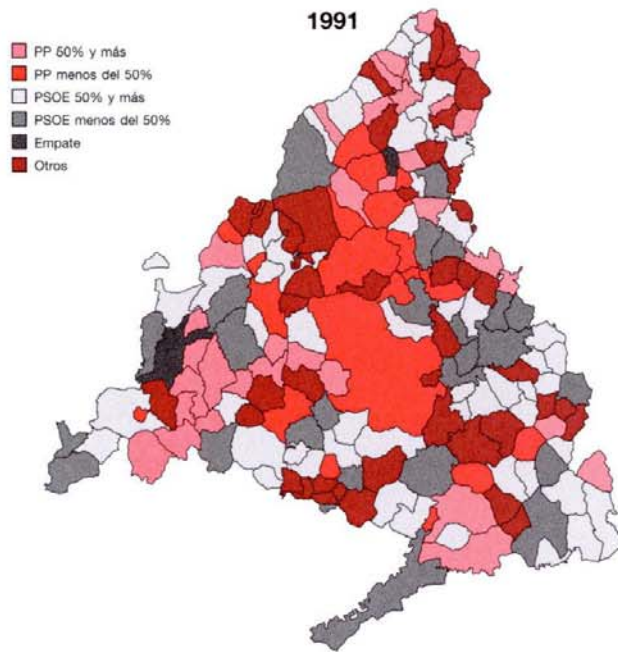 1991
PP 50% y más
PP menos del 50%
PSOE 50% y más
PSOE menos del 50%
Empate
Otros